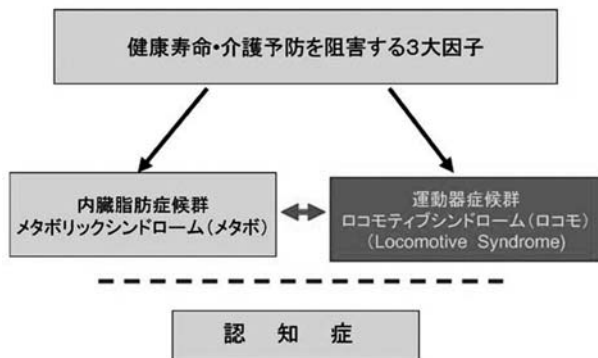 健康寿命・介護予防を阻害する3大因子
内臓脂肪症候群
メタボリックシンドローム(メタボ)
運動器症候群
ロコモティブシンドローム(ロコモ)
(Locomotive Syndrome)
認 知 症